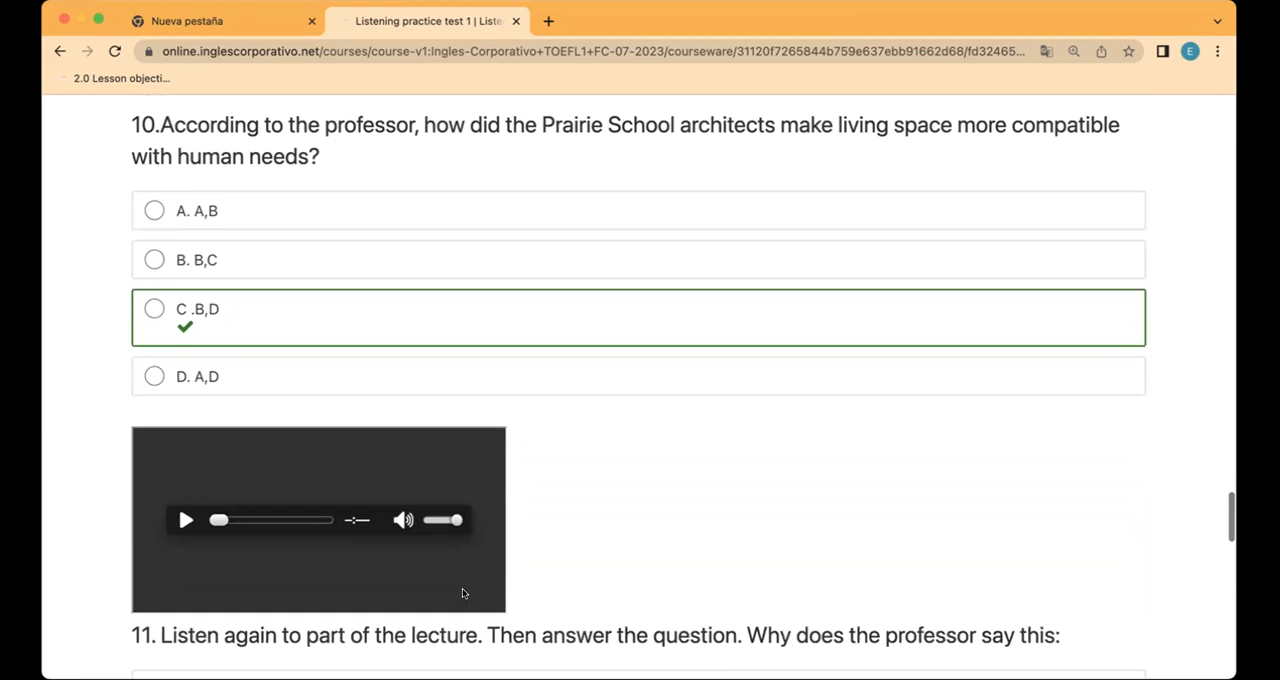 Nueva pestaña
Listening practice test 1 | Liste
online.inglescorporativo.net/courses/course-v1:Ingles-Corporativo+TOEFL1+FC-07-2023/courseware/31120f7265844b759e637ebb91662d68/fd32465...
E
2.0 Lesson objecti...
10.According to the professor, how did the Prairie School architects make living space more compatible
with human needs?
A. A,B
B. B,C
C .B,D
D. A,D
-:--
11. Listen again to part of the lecture. Then answer the question. Why does the professor say this: